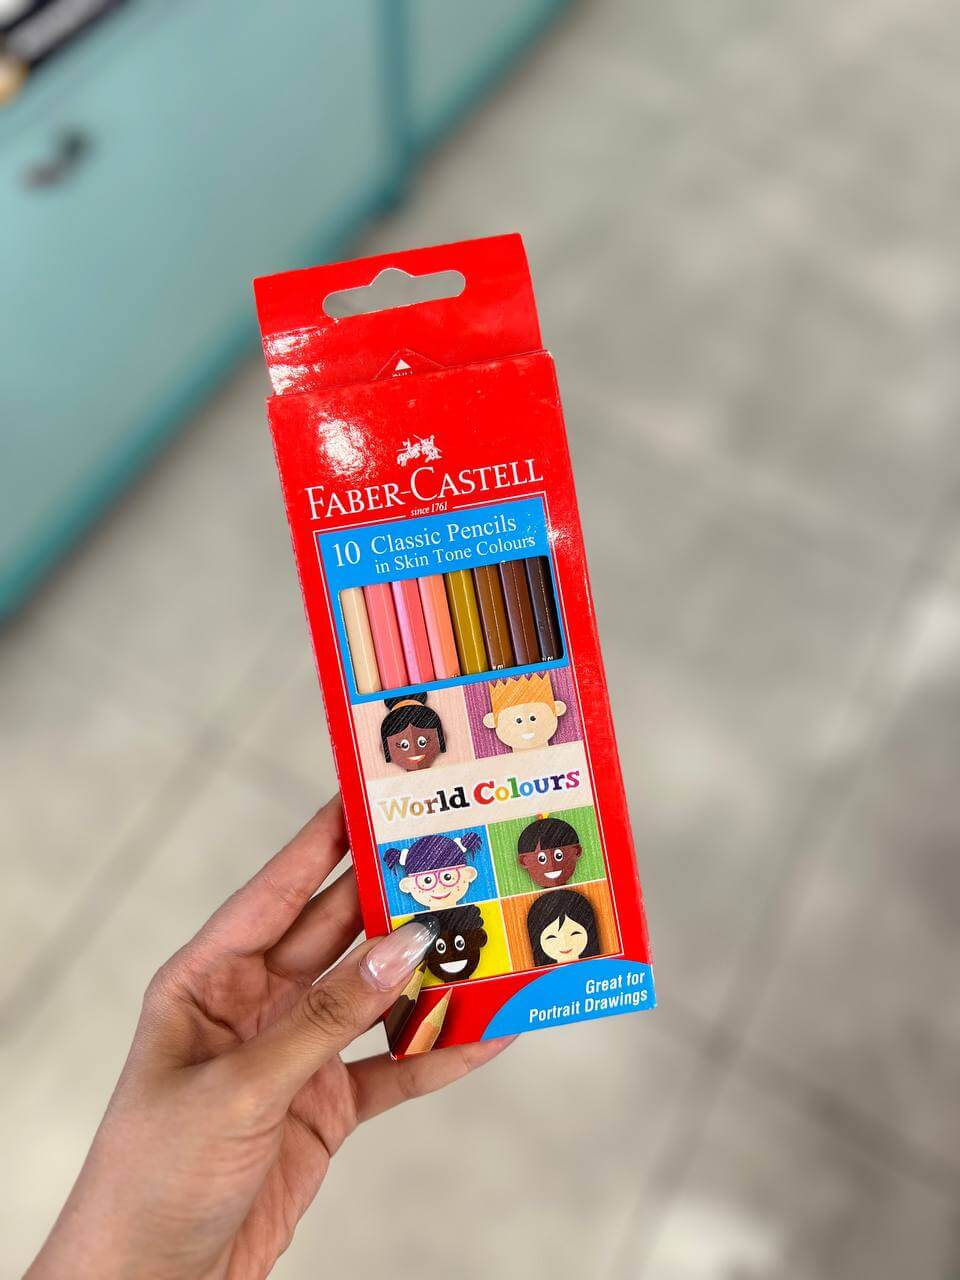 FABER-CASTELL
since 1761
10 Classic Pencils
in Skin Tone Colours
World Colours
Great for
Portrait Drawings